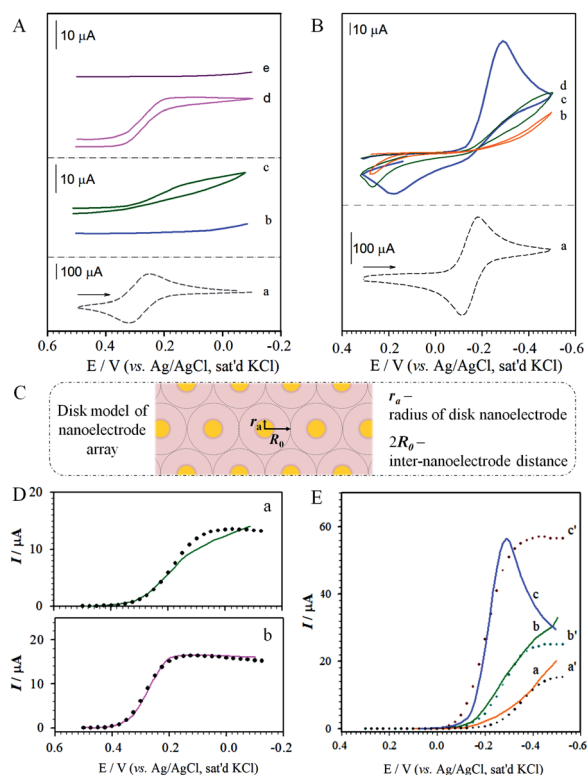 A
10 µA
e
d
10 µA
c
b
100 µA
a
0.6 0.4 0.2 0.0 -0.2
E / V (vs. Ag/AgCl, sat'd KCl)
B
10 µA
d
c
b
100 µA
a
0.4 0.2 0.0 -0.2 -0.4 -0.6
E / V (vs. Ag/AgCl, sat'd KCl)
C
Disk model of
nanoelectrode
array
ra
R0
ra –
radius of disk nanoelectrode
2R0 –
inter-nanoelectrode distance
D
20
10
0
I / µA
a
20
10
0
I / µA
b
0.6 0.4 0.2 0.0 -0.2
E / V (vs. Ag/AgCl, sat'd KCl)
E
60
40
20
0
I / µA
c'
c
b
b'
a
a'
0.4 0.2 0.0 -0.2 -0.4 -0.6
E / V (vs. Ag/AgCl, sat'd KCl)